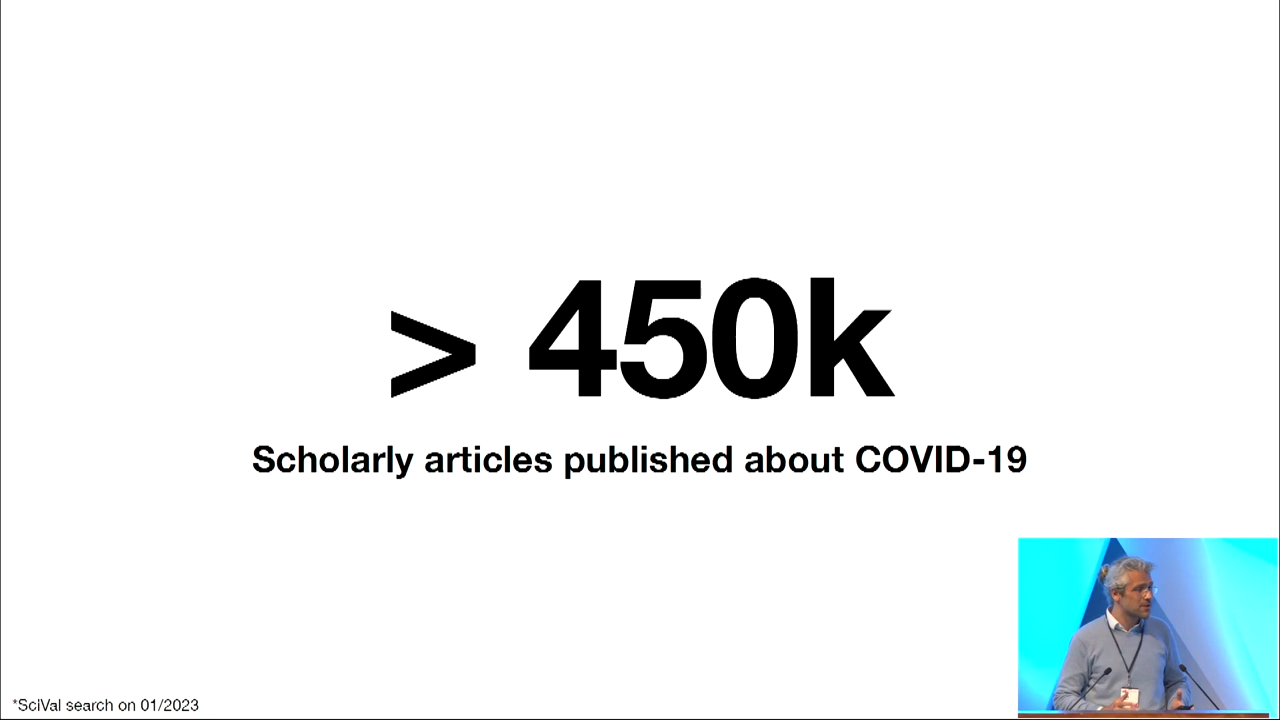 > 450k
Scholarly articles published about COVID-19
*SciVal search on 01/2023